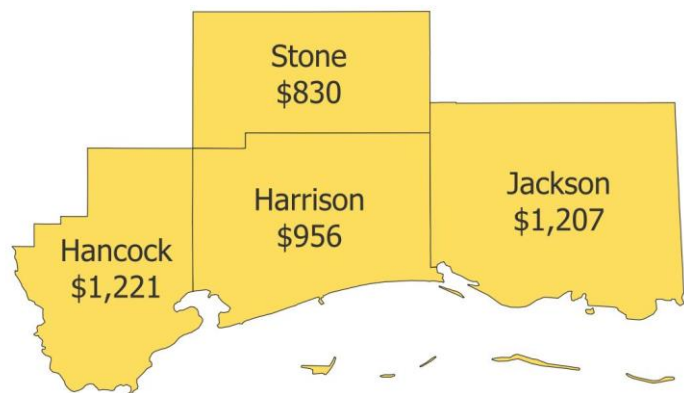 Stone
$830
Harrison
$956
Jackson
$1,207
Hancock
$1,221